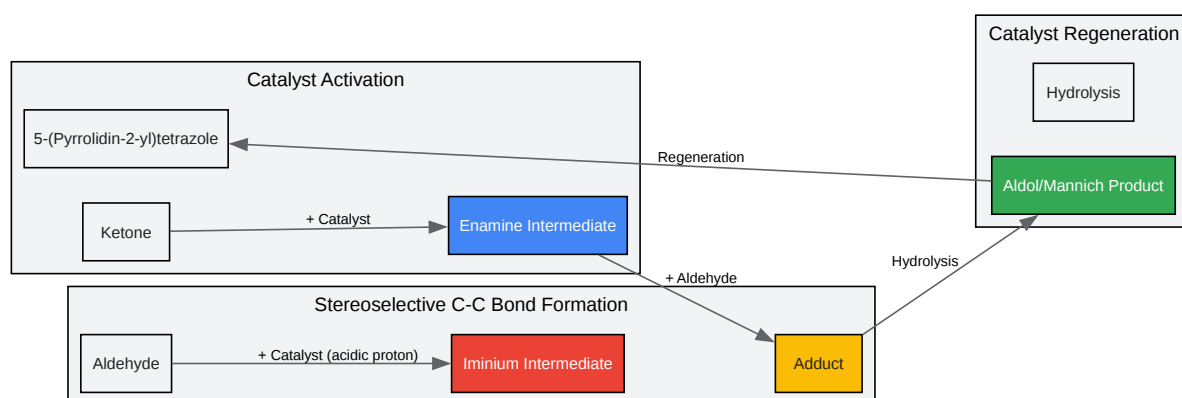 Catalyst Regeneration
Hydrolysis
Catalyst Activation
5-(Pyrrolidin-2-yl)tetrazole
Regeneration
Aldol/Mannich Product
Ketone
+ Catalyst
Enamine Intermediate
+ Aldehyde
Hydrolysis
Stereoselective C-C Bond Formation
Aldehyde
+ Catalyst (acidic proton)
Iminium Intermediate
Adduct